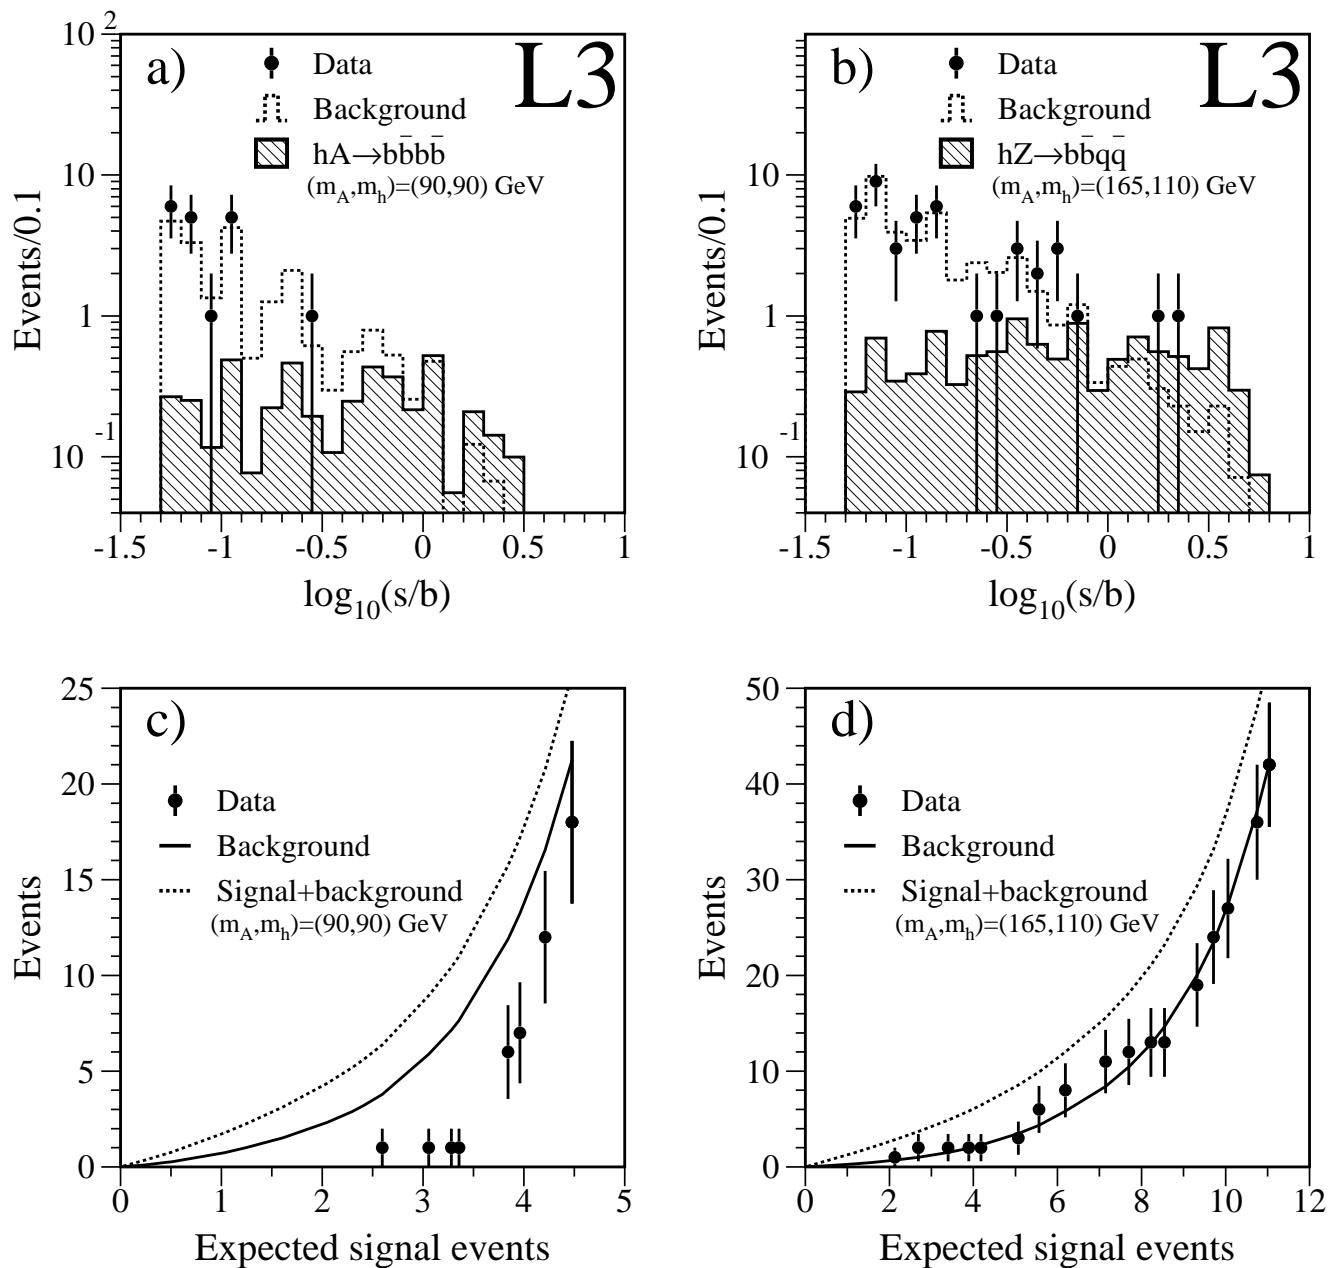 a)
L3
Data
Background
hA→bb̄bb̄
(m_A,m_h)=(90,90) GeV
10²
10
1
10⁻¹
Events/0.1
-1.5 -1 -0.5 0 0.5 1
log₁₀(s/b)
b)
L3
Data
Background
hZ→bb̄qq̄
(m_A,m_h)=(165,110) GeV
10²
10
1
10⁻¹
Events/0.1
-1.5 -1 -0.5 0 0.5 1
log₁₀(s/b)
c)
Data
Background
Signal+background
(m_A,m_h)=(90,90) GeV
25
20
15
10
5
0
Events
0 1 2 3 4 5
Expected signal events
d)
Data
Background
Signal+background
(m_A,m_h)=(165,110) GeV
50
40
30
20
10
0
Events
0 2 4 6 8 10 12
Expected signal events